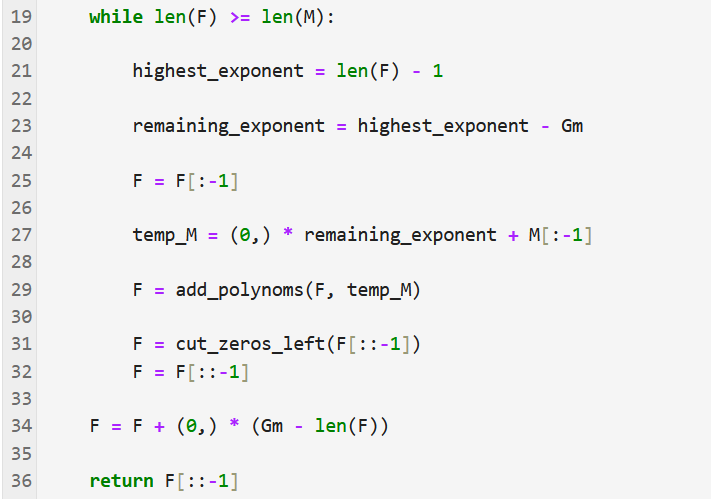 19 while len(F) >= len(M):
20
21 highest_exponent = len(F) - 1
22
23 remaining_exponent = highest_exponent - Gm
24
25 F = F[:-1]
26
27 temp_M = (0,) * remaining_exponent + M[:-1]
28
29 F = add_polynoms(F, temp_M)
30
31 F = cut_zeros_left(F[::-1])
32 F = F[::-1]
33
34 F = F + (0,) * (Gm - len(F))
35
36 return F[::-1]